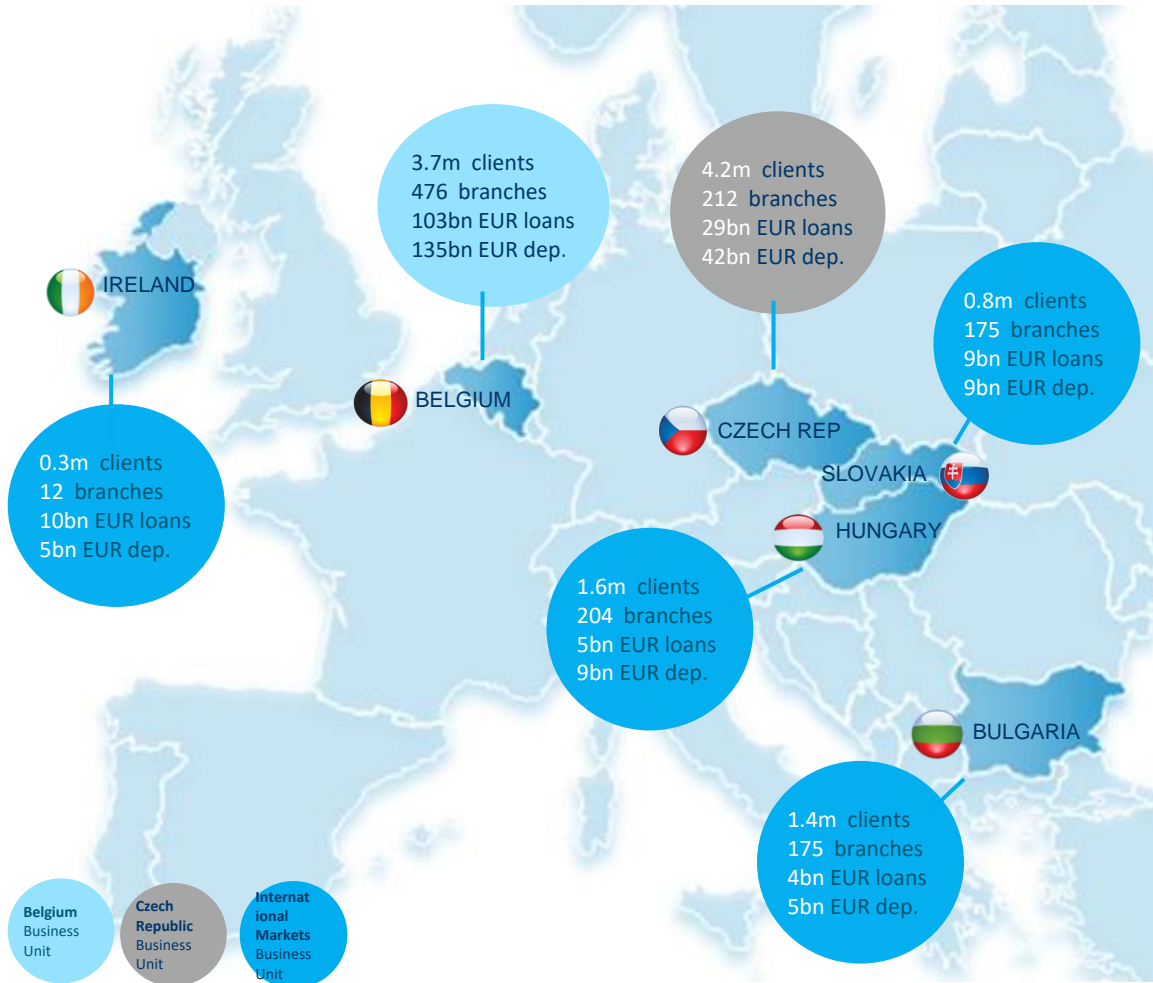 3.7m clients
476 branches
103bn EUR loans
135bn EUR dep.
4.2m clients
212 branches
29bn EUR loans
42bn EUR dep.
IRELAND
0.8m clients
175 branches
9bn EUR loans
9bn EUR dep.
BELGIUM
CZECH REP
SLOVAKIA
0.3m clients
12 branches
10bn EUR loans
5bn EUR dep.
HUNGARY
1.6m clients
204 branches
5bn EUR loans
9bn EUR dep.
BULGARIA
1.4m clients
175 branches
4bn EUR loans
5bn EUR dep.
Belgium
Business
Unit
Czech
Republic
Business
Unit
Internat
ional
Markets
Business
Unit